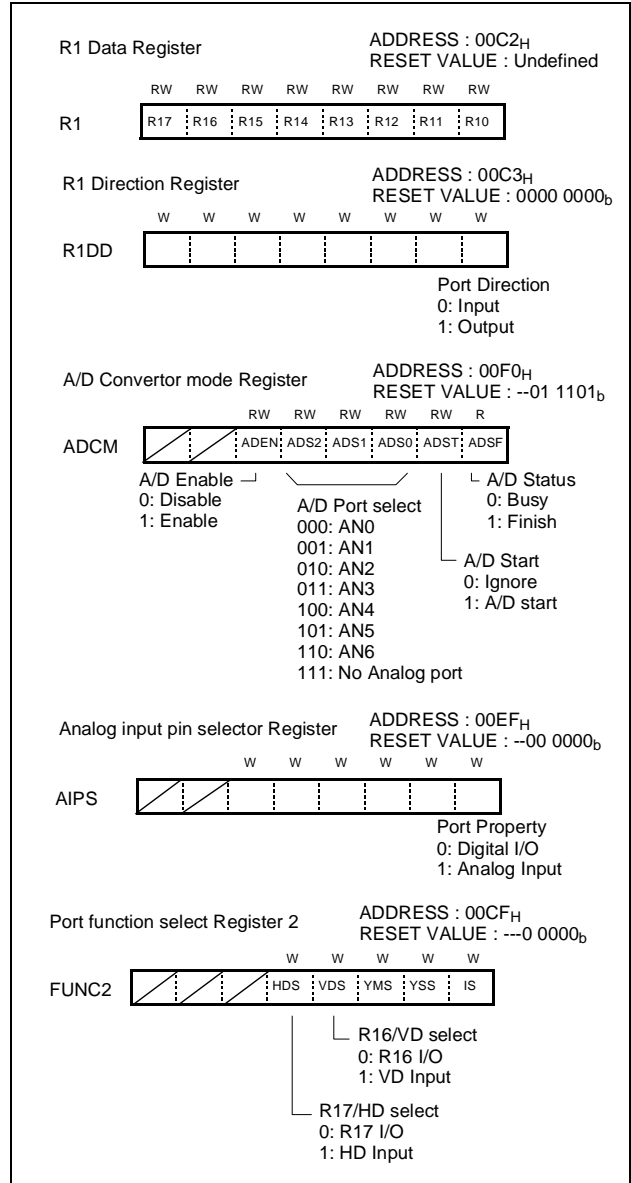 R1 Data Register
ADDRESS : 00C2H
RESET VALUE : Undefined
RW RW RW RW RW RW RW RW
R1 R17 R16 R15 R14 R13 R12 R11 R10
R1 Direction Register
ADDRESS : 00C3H
RESET VALUE : 0000 0000b
W W W W W W W W
R1DD
Port Direction
0: Input
1: Output
A/D Convertor mode Register
ADDRESS : 00F0H
RESET VALUE : --01 1101b
RW RW RW RW RW R
ADCM ADEN ADS2 ADS1 ADS0 ADST ADSF
A/D Enable
0: Disable
1: Enable
A/D Port select
000: AN0
001: AN1
010: AN2
011: AN3
100: AN4
101: AN5
110: AN6
111: No Analog port
A/D Status
0: Busy
1: Finish
A/D Start
0: Ignore
1: A/D start
Analog input pin selector Register
ADDRESS : 00EFH
RESET VALUE : --00 0000b
W W W W W W
AIPS
Port Property
0: Digital I/O
1: Analog Input
Port function select Register 2
ADDRESS : 00CFH
RESET VALUE : ---0 0000b
W W W W W
FUNC2 HDS VDS YMS YSS IS
R16/VD select
0: R16 I/O
1: VD Input
R17/HD select
0: R17 I/O
1: HD Input